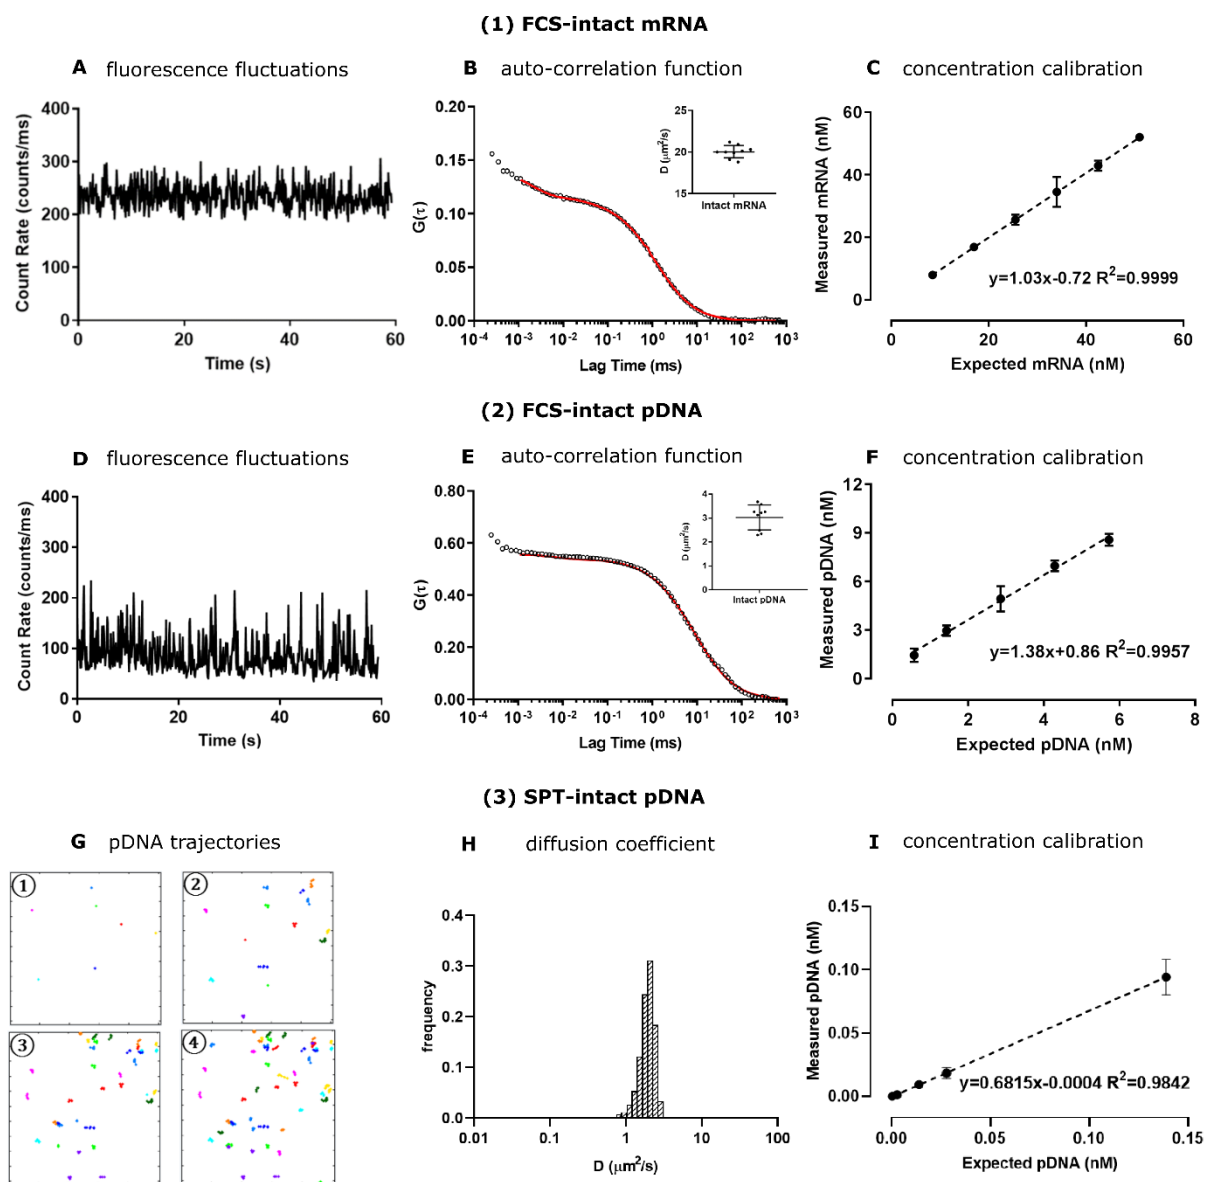 (1) FCS-intact mRNA
A fluorescence fluctuations
B auto-correlation function
C concentration calibration
400
300
200
100
0
Count Rate (counts/ms)
0 20 40 60
Time (s)
0.20
0.15
0.10
0.05
0.00
G(τ)
10⁻⁴ 10⁻³ 10⁻² 10⁻¹ 10⁰ 10¹ 10² 10³
Lag Time (ms)
25
20
15
D (μm²/s)
Intact mRNA
60
40
20
0
Measured mRNA (nM)
y=1.03x-0.72 R²=0.9999
0 20 40 60
Expected mRNA (nM)
(2) FCS-intact pDNA
D fluorescence fluctuations
E auto-correlation function
F concentration calibration
400
300
200
100
0
Count Rate (counts/ms)
0 20 40 60
Time (s)
0.80
0.60
0.40
0.20
0.00
G(τ)
10⁻⁴ 10⁻³ 10⁻² 10⁻¹ 10⁰ 10¹ 10² 10³
Lag Time (ms)
4
3
2
1
0
D (μm²/s)
Intact pDNA
12
9
6
3
0
Measured pDNA (nM)
y=1.38x+0.86 R²=0.9957
0 2 4 6 8
Expected pDNA (nM)
(3) SPT-intact pDNA
G pDNA trajectories
H diffusion coefficient
I concentration calibration
1
2
3
4
0.4
0.3
0.2
0.1
0.0
frequency
0.01 0.1 1 10 100
D (μm²/s)
0.15
0.10
0.05
0.00
Measured pDNA (nM)
y=0.6815x-0.0004 R²=0.9842
0.00 0.05 0.10 0.15
Expected pDNA (nM)